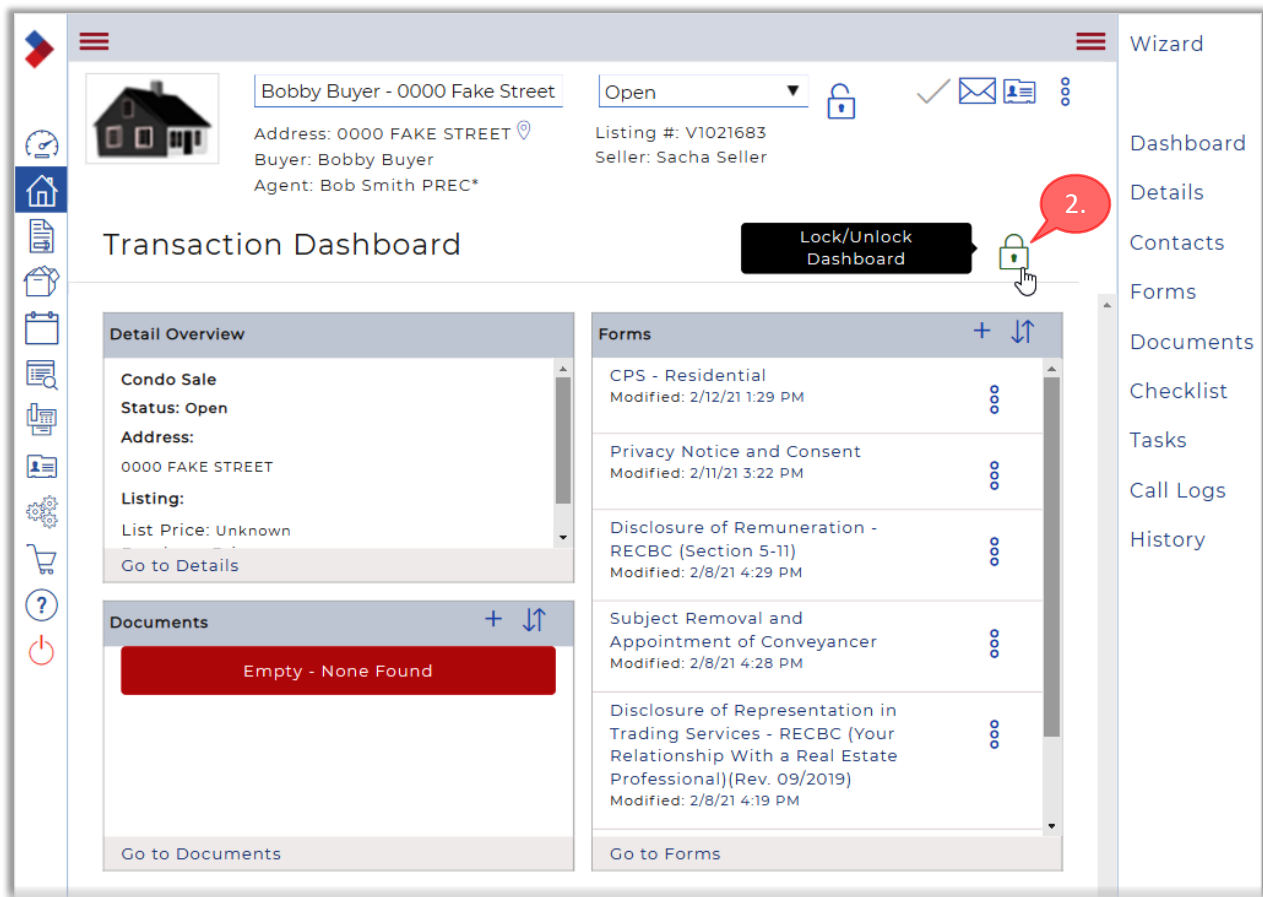 Wizard
Bobby Buyer - 0000 Fake Street
Open
Address: 0000 FAKE STREET
Buyer: Bobby Buyer
Agent: Bob Smith PREC*
Listing #: V1021683
Seller: Sacha Seller
2.
Transaction Dashboard
Lock/Unlock
Dashboard
Detail Overview
Condo Sale
Status: Open
Address:
0000 FAKE STREET
Listing:
List Price: Unknown
Go to Details
Documents
Empty - None Found
Go to Documents
Forms
CPS - Residential
Modified: 2/12/21 1:29 PM
Privacy Notice and Consent
Modified: 2/11/21 3:22 PM
Disclosure of Remuneration -
RECBC (Section 5-11)
Modified: 2/8/21 4:29 PM
Subject Removal and
Appointment of Conveyancer
Modified: 2/8/21 4:28 PM
Disclosure of Representation in
Trading Services - RECBC (Your
Relationship With a Real Estate
Professional)(Rev. 09/2019)
Modified: 2/8/21 4:19 PM
Go to Forms
Dashboard
Details
Contacts
Forms
Documents
Checklist
Tasks
Call Logs
History